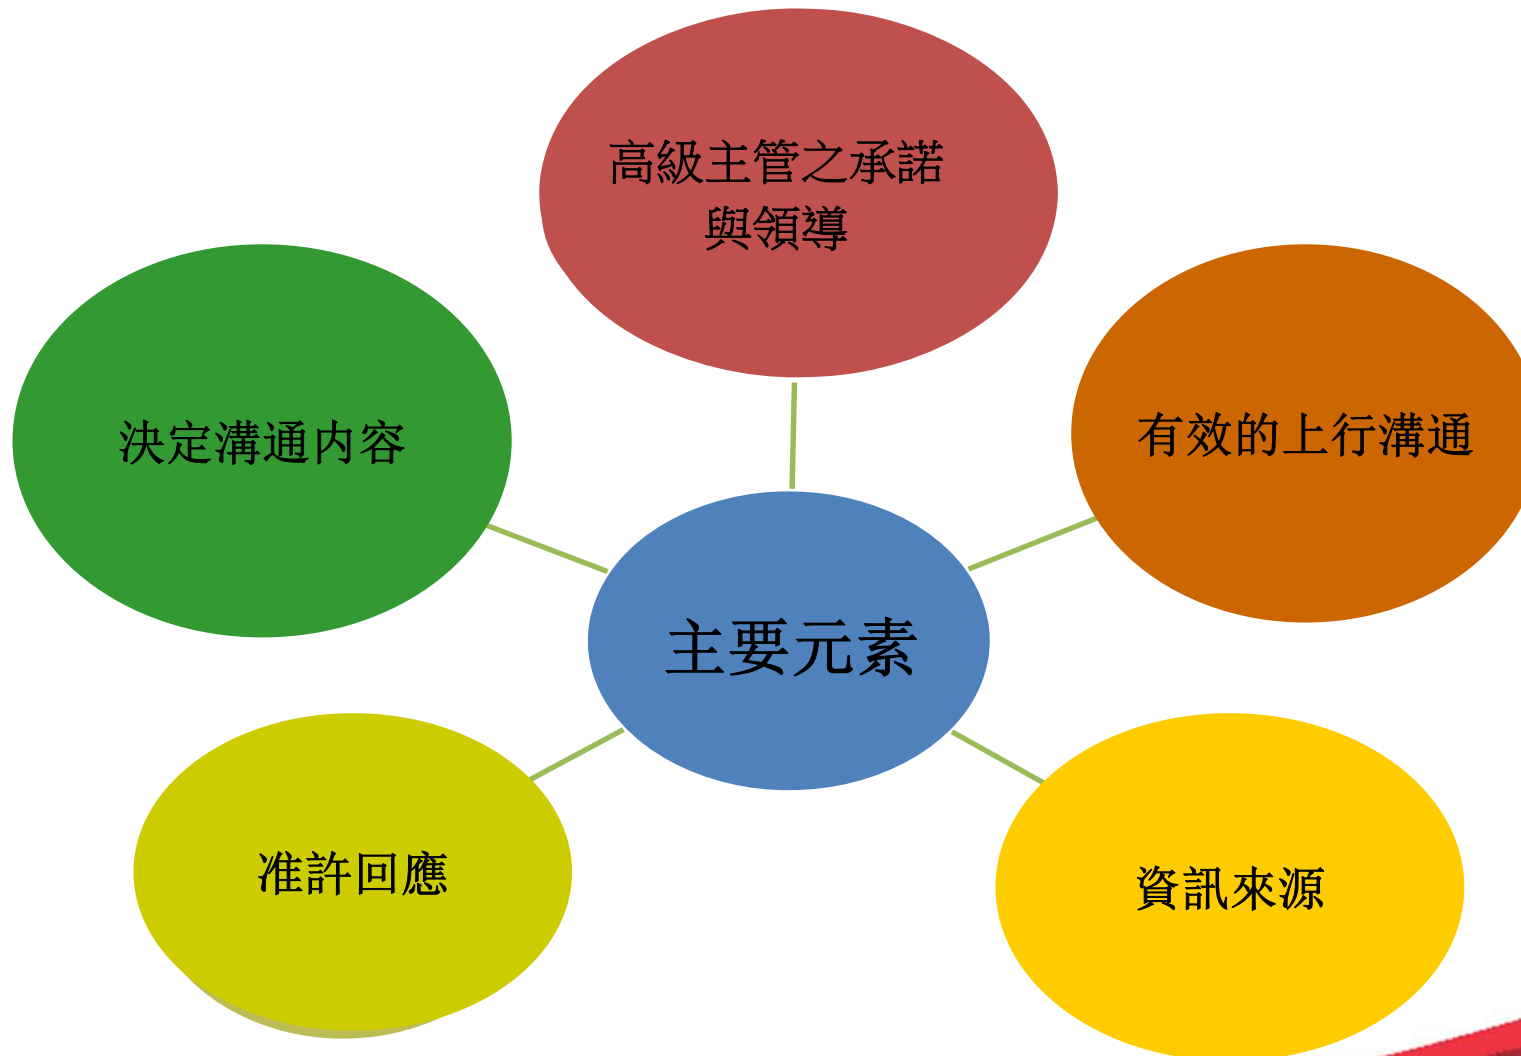 高級主管之承諾
與領導
決定溝通内容
有效的上行溝通
主要元素
准許回應
資訊來源